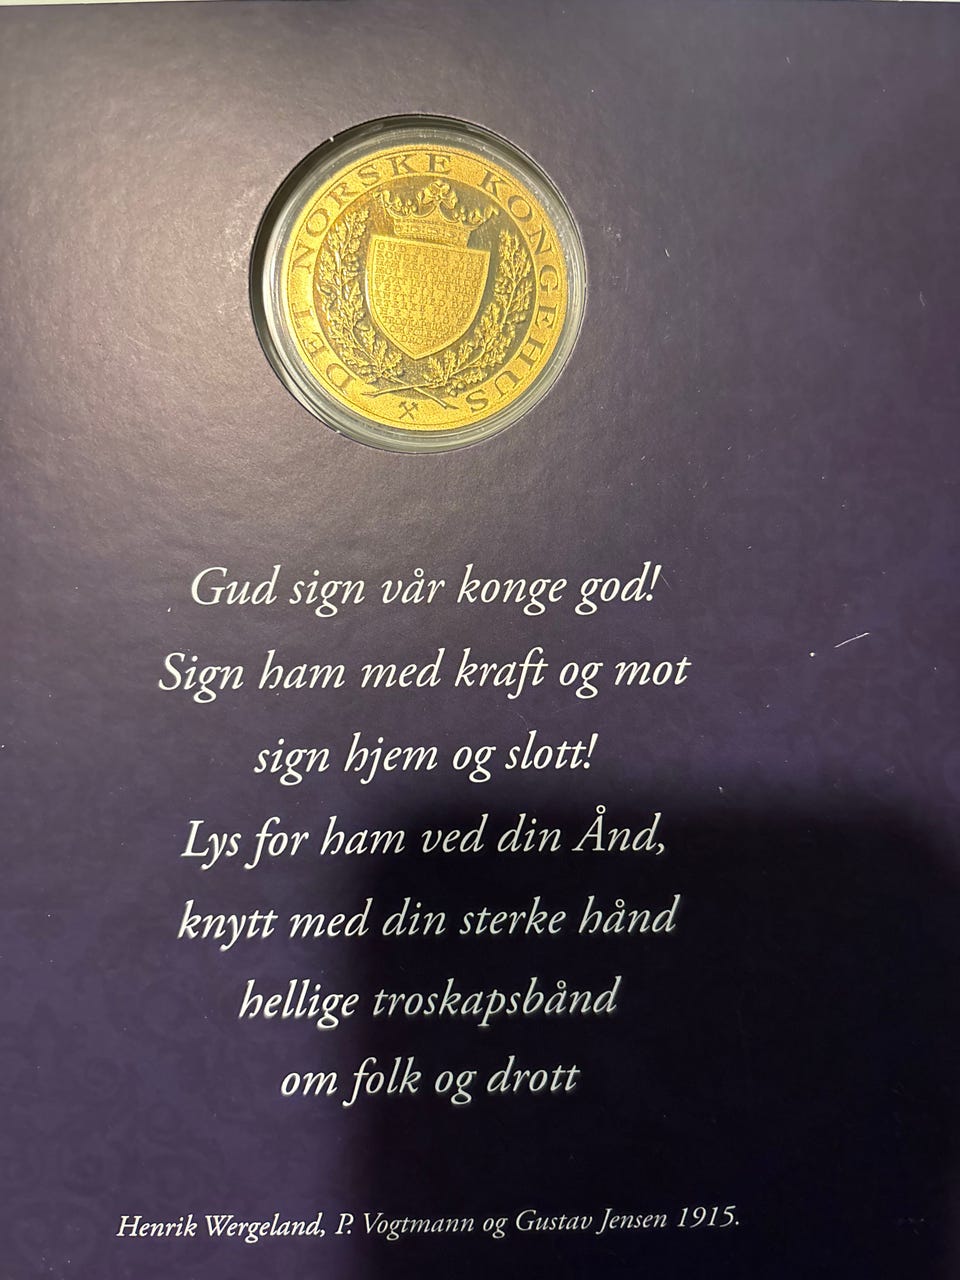 DET NORSKE KONGEHUS
Gud sign vår konge god!
Sign ham med kraft og mot
sign hjem og slott!
Lys for ham ved din Ånd,
knytt med din sterke hånd
hellige troskapsbånd
om folk og drott
Henrik Wergeland, P. Vogtmann og Gustav Jensen 1915.